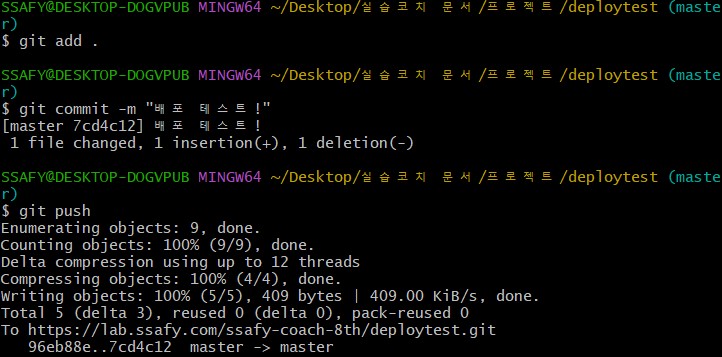 SSAFY@DESKTOP-DOGVPUB MINGW64 ~/Desktop/실습코치 문서/프로젝트/deploytest (maste
r)
$ git add .
SSAFY@DESKTOP-DOGVPUB MINGW64 ~/Desktop/실습코치 문서/프로젝트/deploytest (maste
r)
$ git commit -m "배포 테스트!"
[master 7cd4c12] 배포 테스트!
1 file changed, 1 insertion(+), 1 deletion(-)
SSAFY@DESKTOP-DOGVPUB MINGW64 ~/Desktop/실습코치 문서/프로젝트/deploytest (maste
r)
$ git push
Enumerating objects: 9, done.
Counting objects: 100% (9/9), done.
Delta compression using up to 12 threads
Compressing objects: 100% (4/4), done.
Writing objects: 100% (5/5), 409 bytes | 409.00 KiB/s, done.
Total 5 (delta 3), reused 0 (delta 0), pack-reused 0
To https://lab.ssafy.com/ssafy-coach-8th/deploytest.git
96eb88e..7cd4c12  master -> master